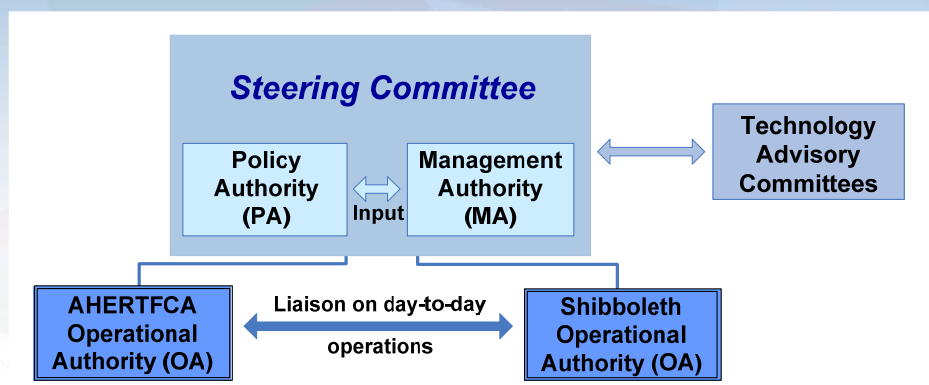 Steering Committee
Policy
Authority
(PA)
Input
Management
Authority
(MA)
Technology
Advisory
Committees
AHERTFCA
Operational
Authority (OA)
Liaison on day-to-day
operations
Shibboleth
Operational
Authority (OA)